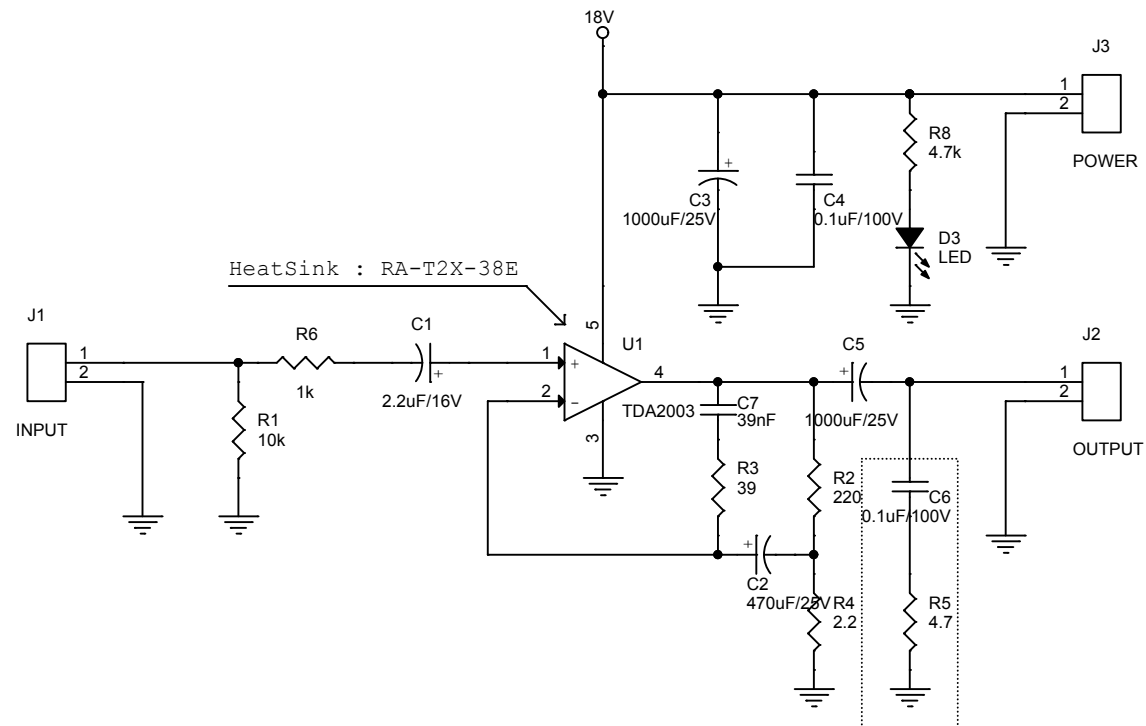 18V
J3
1
2
POWER
R8
4.7k
C3
1000uF/25V
C4
0.1uF/100V
D3
LED
HeatSink : RA-T2X-38E
J1
1
2
INPUT
R6
1k
C1
+
2.2uF/16V
R1
10k
5
U1
1
+
2
−
3
4
TDA2003
C5
+
1000uF/25V
J2
1
2
OUTPUT
C7
39nF
R3
39
R2
220
C6
0.1uF/100V
+
C2
470uF/25V
R4
2.2
R5
4.7
+